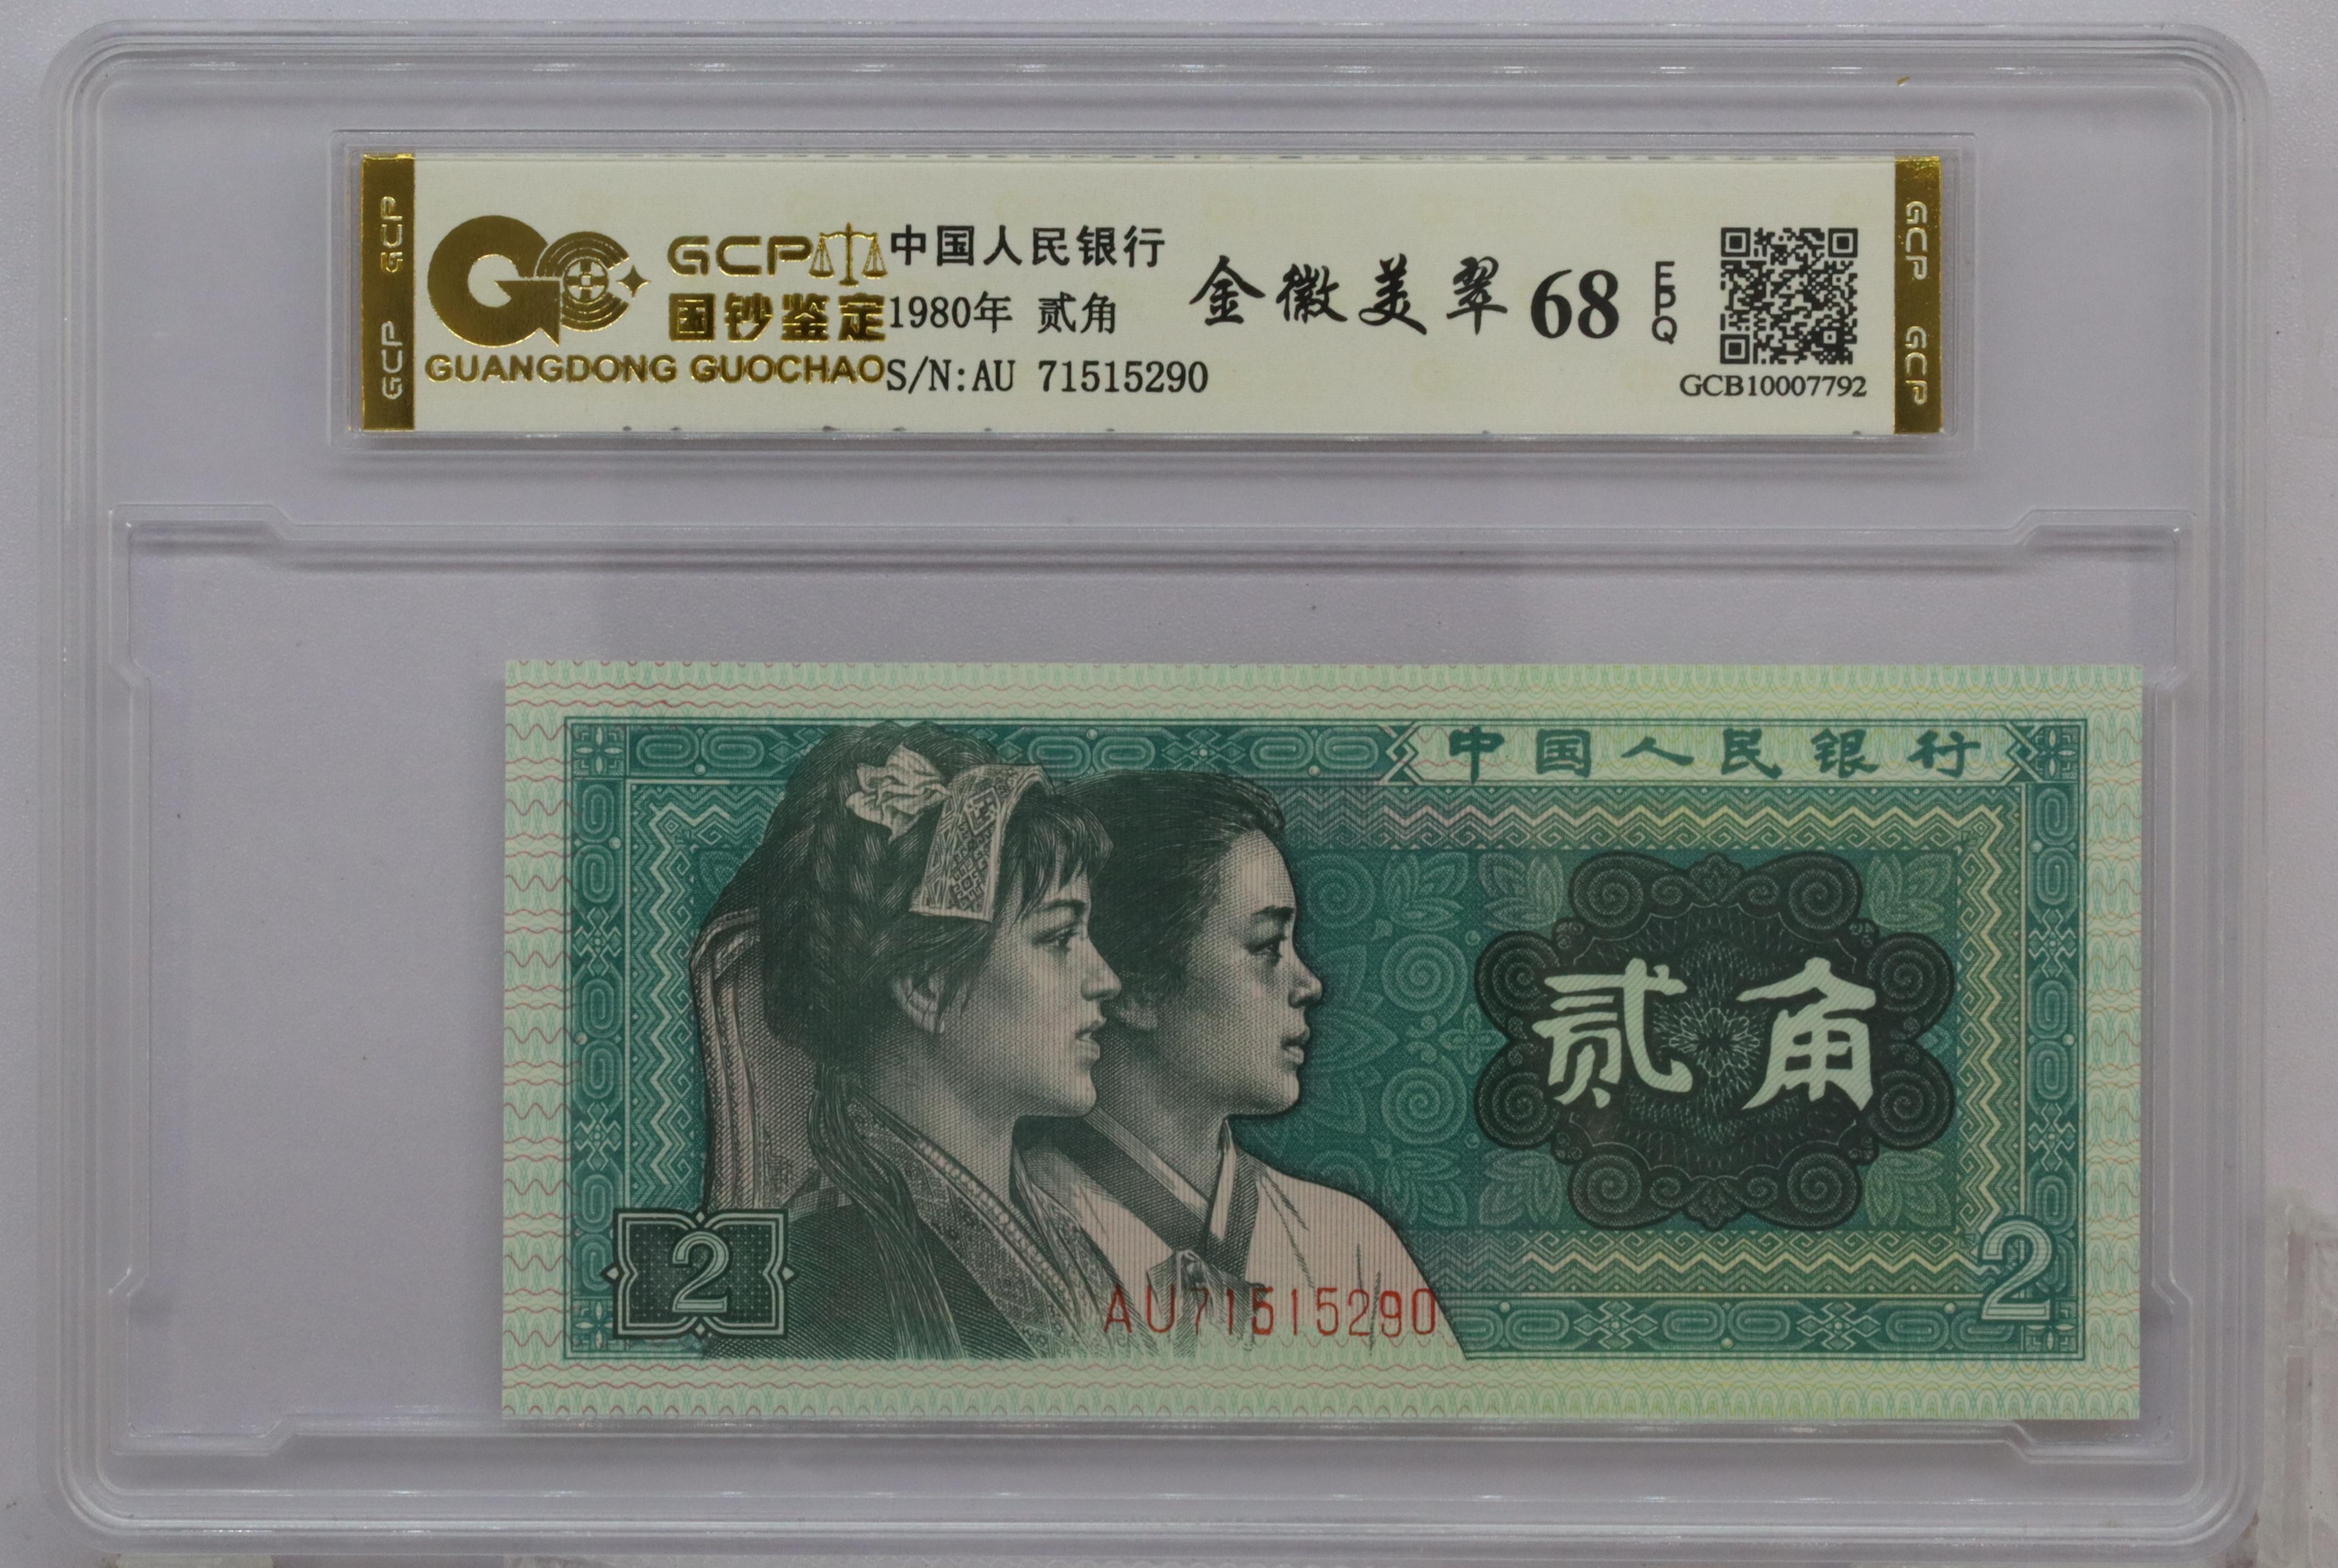 GCP
GCP
GCP
国钞鉴定
GUANGDONG GUOCHAO
中国人民银行
1980年 贰角
S/N:AU 71515290
金徽美翠 68 EPQ
GCB10007792
GCP
GCP
中国人民银行
贰角
2
AU71515290
2